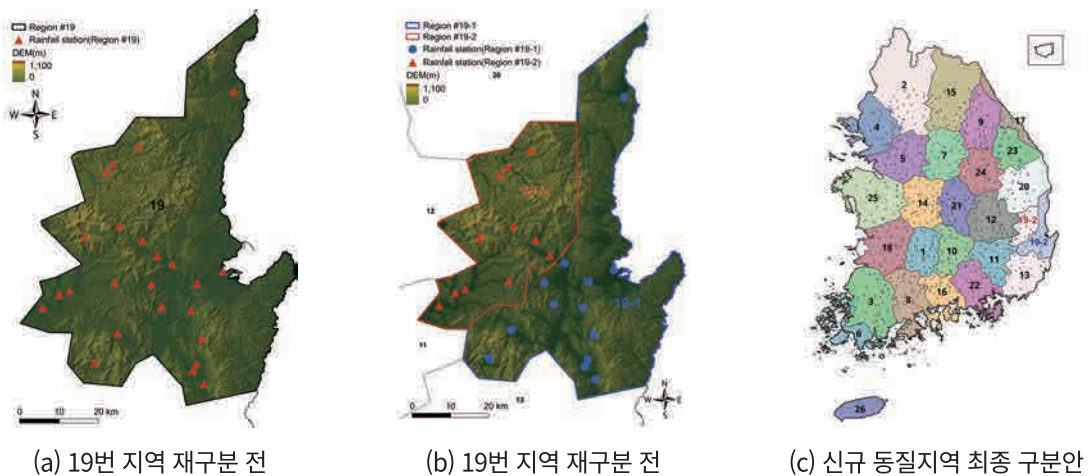 Region #19
Rainfall station(Region #19)
DEM(m)
1,100
0
N
W E
S
19
0 10 20 km
Region #19-1
Region #19-2
Rainfall station(Region #19-1)
Rainfall station(Region #19-2)
DEM(m)
1,100
0
20
12
19-1
11
13
N
W E
S
0 10 20 km
2
15
4
9
5
7
23
24
20
25
14
21
12
19-2
19-2
18
1
10
11
13
3
8
16
22
6
26
(a) 19번 지역 재구분 전
(b) 19번 지역 재구분 전
(c) 신규 동질지역 최종 구분안